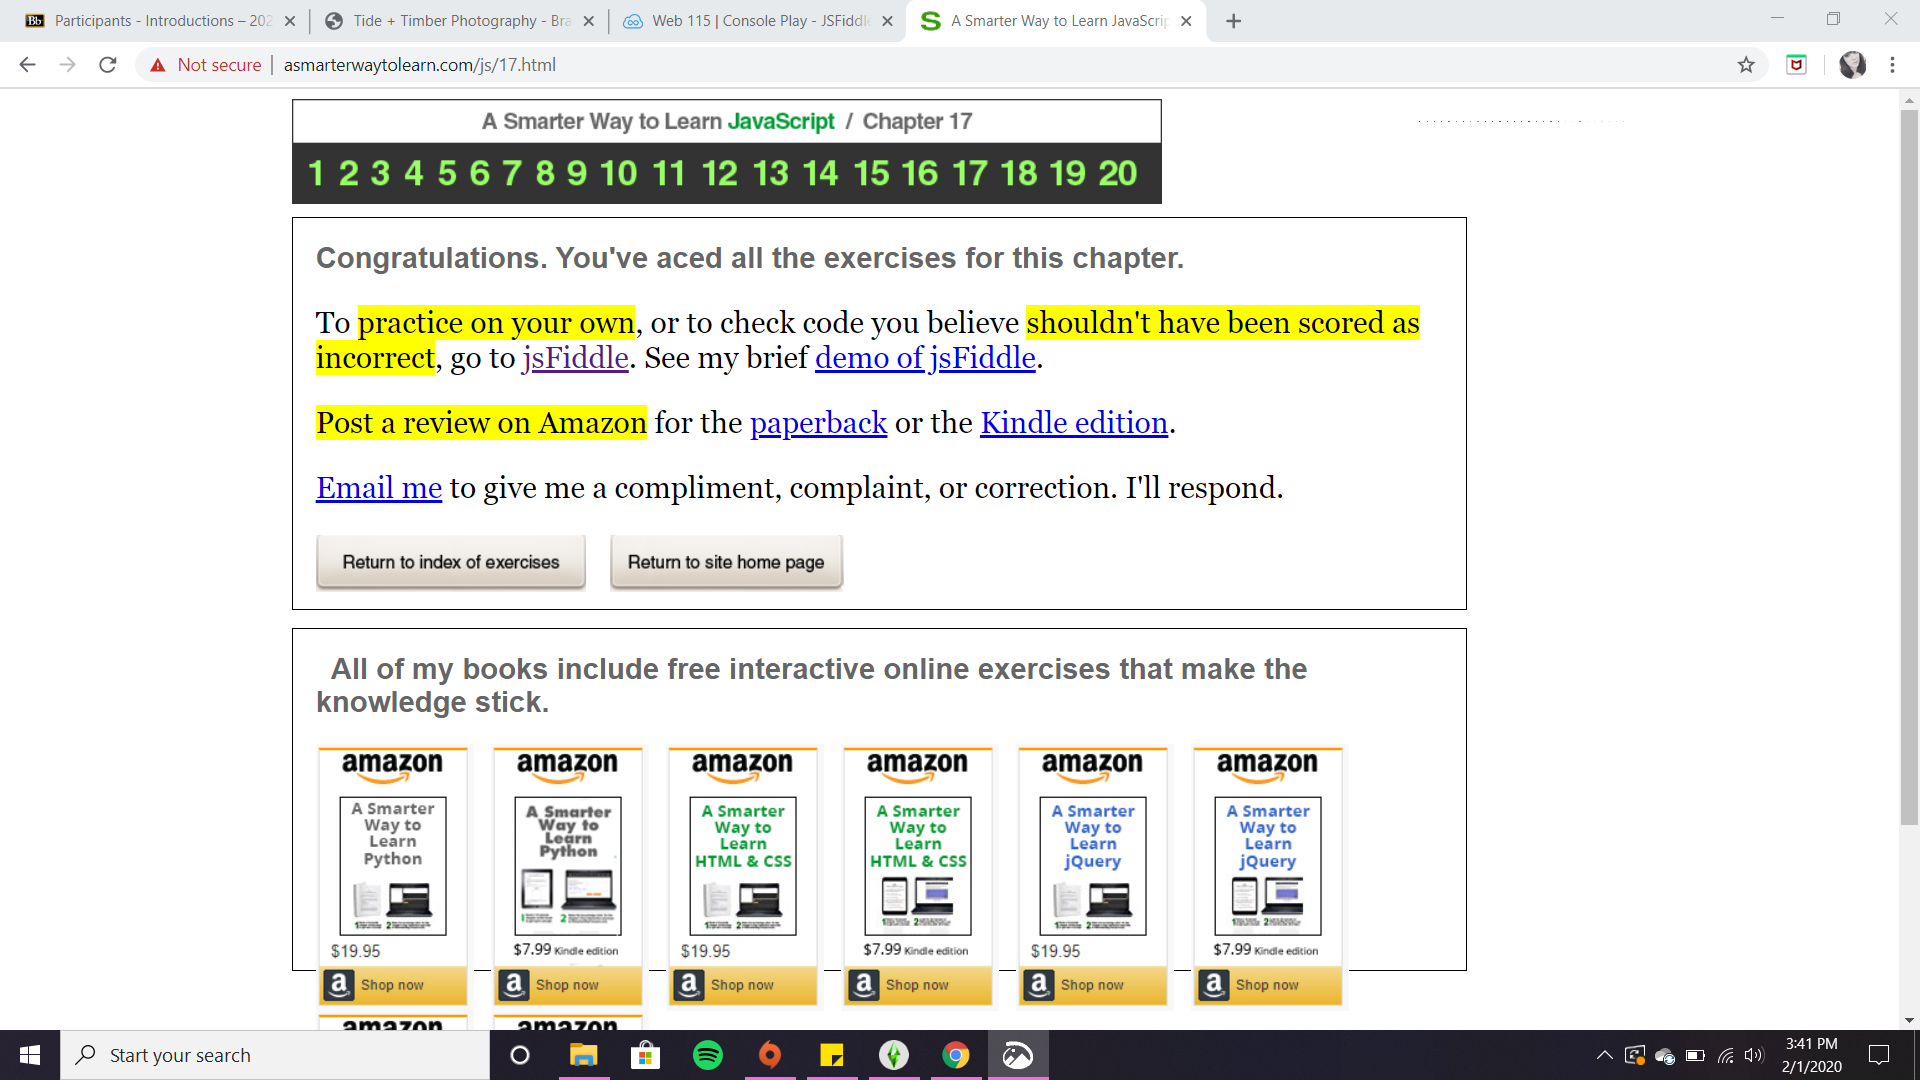 Participants - Introductions – 202
Tide + Timber Photography - Bra
Web 115 | Console Play - JSFiddle
A Smarter Way to Learn JavaScrip
Not secure | asmarterwaytolearn.com/js/17.html
A Smarter Way to Learn JavaScript / Chapter 17
1 2 3 4 5 6 7 8 9 10 11 12 13 14 15 16 17 18 19 20
Congratulations. You've aced all the exercises for this chapter.
To practice on your own, or to check code you believe shouldn't have been scored as
incorrect, go to jsFiddle. See my brief demo of jsFiddle.
Post a review on Amazon for the paperback or the Kindle edition.
Email me to give me a compliment, complaint, or correction. I'll respond.
Return to index of exercises
Return to site home page
All of my books include free interactive online exercises that make the
knowledge stick.
amazon
A Smarter
Way to
Learn
Python
$19.95
Shop now
amazon
A Smarter
Way to
Learn
Python
$7.99 Kindle edition
Shop now
amazon
A Smarter
Way to
Learn
HTML & CSS
$19.95
Shop now
amazon
A Smarter
Way to
Learn
HTML & CSS
$7.99 Kindle edition
Shop now
amazon
A Smarter
Way to
Learn
jQuery
$19.95
Shop now
amazon
A Smarter
Way to
Learn
jQuery
$7.99 Kindle edition
Shop now
amazon
amazon
Start your search
3:41 PM
2/1/2020